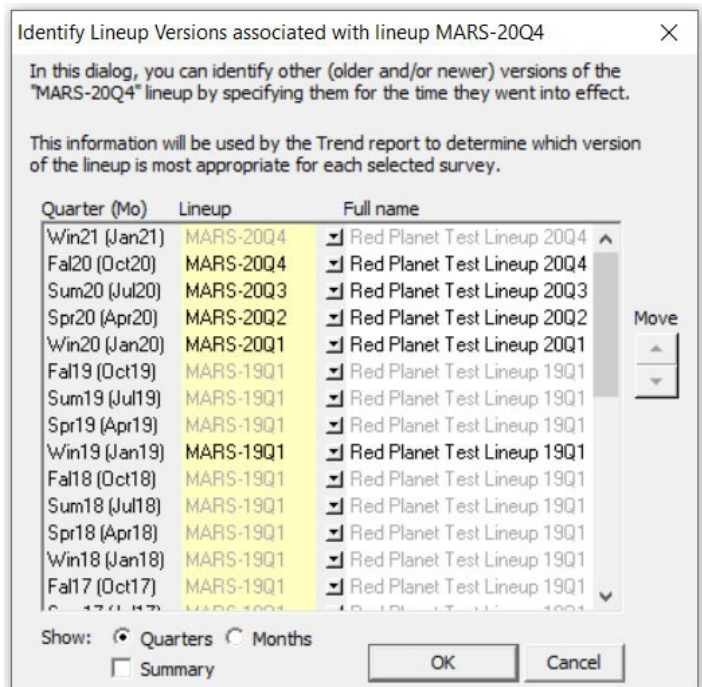 Identify Lineup Versions associated with lineup MARS-20Q4
In this dialog, you can identify other (older and/or newer) versions of the
"MARS-20Q4" lineup by specifying them for the time they went into effect.
This information will be used by the Trend report to determine which version
of the lineup is most appropriate for each selected survey.
Quarter (Mo) Lineup Full name
Win21 (Jan21) MARS-20Q4 Red Planet Test Lineup 20Q4
Fal20 (Oct20) MARS-20Q4 Red Planet Test Lineup 20Q4
Sum20 (Jul20) MARS-20Q3 Red Planet Test Lineup 20Q3
Spr20 (Apr20) MARS-20Q2 Red Planet Test Lineup 20Q2
Win20 (Jan20) MARS-20Q1 Red Planet Test Lineup 20Q1
Fal19 (Oct19) MARS-19Q1 Red Planet Test Lineup 19Q1
Sum19 (Jul19) MARS-19Q1 Red Planet Test Lineup 19Q1
Spr19 (Apr19) MARS-19Q1 Red Planet Test Lineup 19Q1
Win19 (Jan19) MARS-19Q1 Red Planet Test Lineup 19Q1
Fal18 (Oct18) MARS-19Q1 Red Planet Test Lineup 19Q1
Sum18 (Jul18) MARS-19Q1 Red Planet Test Lineup 19Q1
Spr18 (Apr18) MARS-19Q1 Red Planet Test Lineup 19Q1
Win18 (Jan18) MARS-19Q1 Red Planet Test Lineup 19Q1
Fal17 (Oct17) MARS-19Q1 Red Planet Test Lineup 19Q1
Move
Show: Quarters Months
Summary
OK Cancel